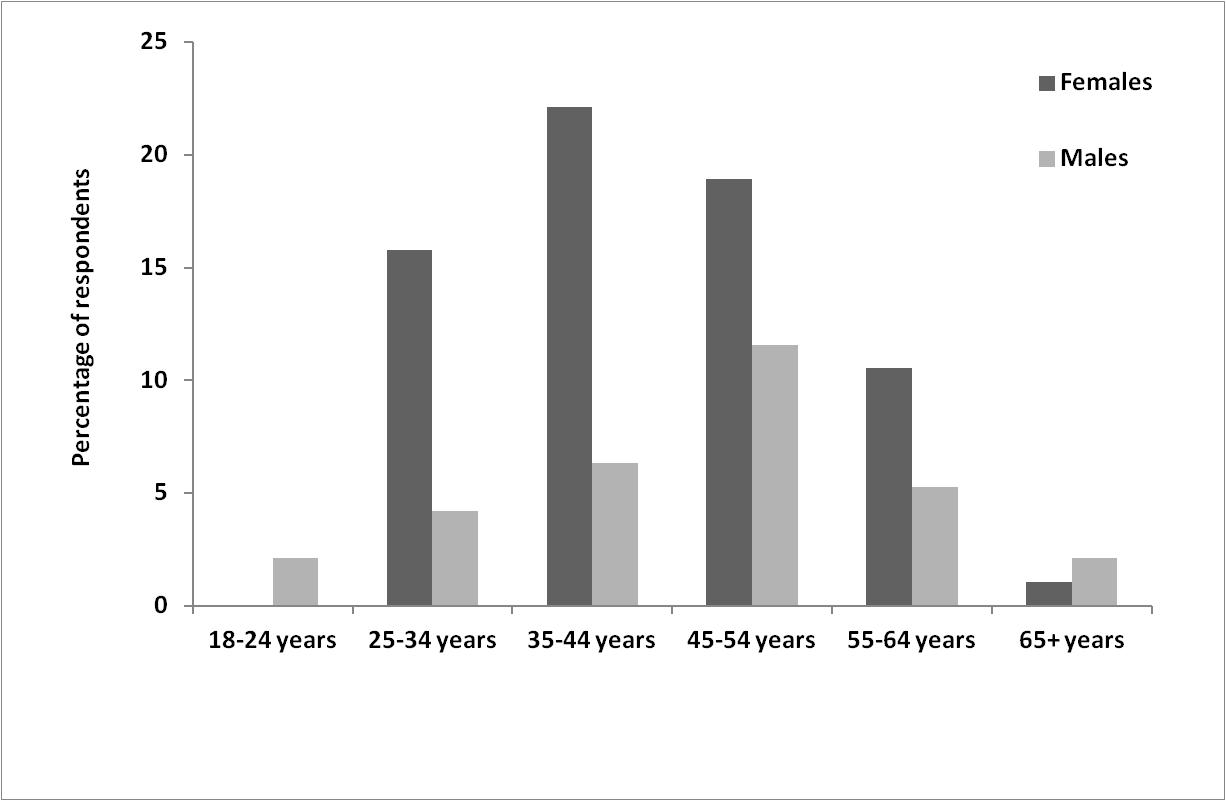 25
Females
Males
20
15
10
5
0
Percentage of respondents
18-24 years
25-34 years
35-44 years
45-54 years
55-64 years
65+ years